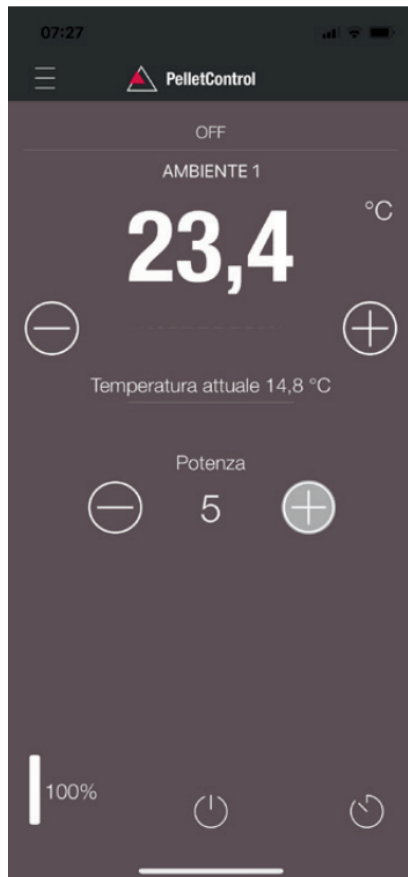 07:27
PelletControl
OFF
AMBIENTE 1
23,4
°C
Temperatura attuale 14,8 °C
Potenza
5
100%